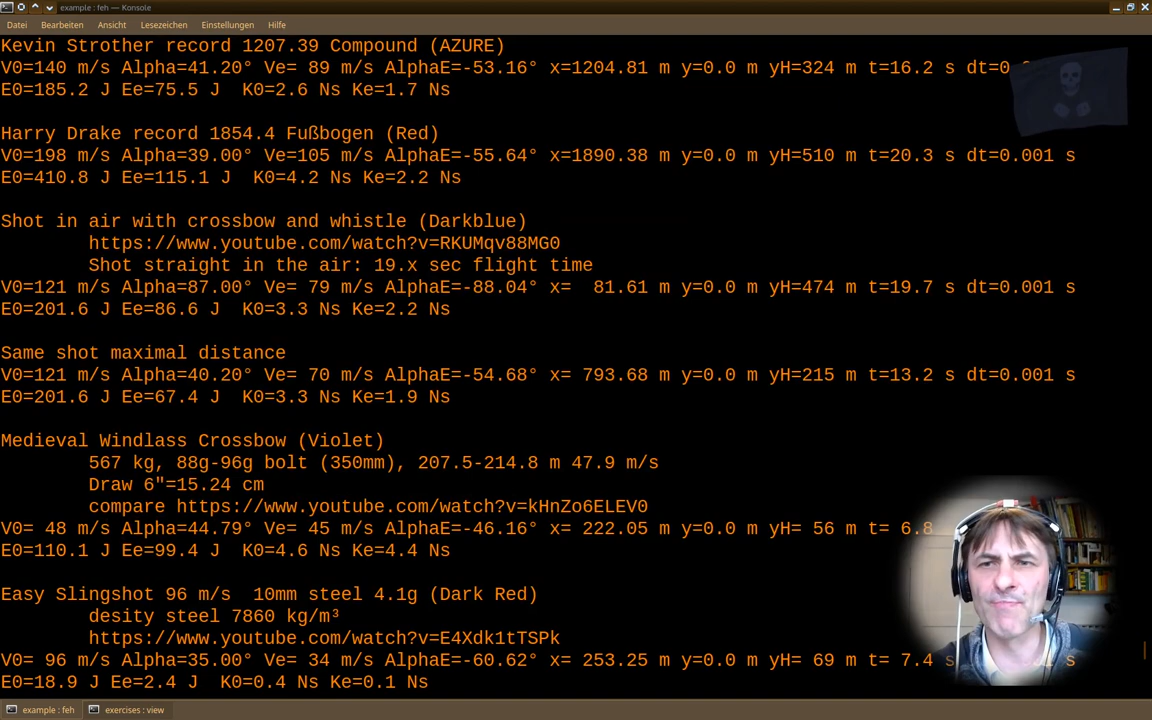 example : feh — Konsole
Datei Bearbeiten Ansicht Lesezeichen Einstellungen Hilfe
Kevin Strother record 1207.39 Compound (AZURE)
V0=140 m/s Alpha=41.20° Ve= 89 m/s AlphaE=-53.16° x=1204.81 m y=0.0 m yH=324 m t=16.2 s
E0=185.2 J Ee=75.5 J  K0=2.6 Ns Ke=1.7 Ns
Harry Drake record 1854.4 Fußbogen (Red)
V0=198 m/s Alpha=39.00° Ve=105 m/s AlphaE=-55.64° x=1890.38 m y=0.0 m yH=510 m t=20.3 s dt=0.001 s
E0=410.8 J Ee=115.1 J  K0=4.2 Ns Ke=2.2 Ns
Shot in air with crossbow and whistle (Darkblue)
https://www.youtube.com/watch?v=RKUMqv88MG0
Shot straight in the air: 19.x sec flight time
V0=121 m/s Alpha=87.00° Ve= 79 m/s AlphaE=-88.04° x=  81.61 m y=0.0 m yH=474 m t=19.7 s dt=0.001 s
E0=201.6 J Ee=86.6 J  K0=3.3 Ns Ke=2.2 Ns
Same shot maximal distance
V0=121 m/s Alpha=40.20° Ve= 70 m/s AlphaE=-54.68° x= 793.68 m y=0.0 m yH=215 m t=13.2 s dt=0.001 s
E0=201.6 J Ee=67.4 J  K0=3.3 Ns Ke=1.9 Ns
Medieval Windlass Crossbow (Violet)
567 kg, 88g-96g bolt (350mm), 207.5-214.8 m 47.9 m/s
Draw 6"=15.24 cm
compare https://www.youtube.com/watch?v=kHnZo6ELEV0
V0= 48 m/s Alpha=44.79° Ve= 45 m/s AlphaE=-46.16° x= 222.05 m y=0.0 m yH= 56 m t= 6.8
E0=110.1 J Ee=99.4 J  K0=4.6 Ns Ke=4.4 Ns
Easy Slingshot 96 m/s  10mm steel 4.1g (Dark Red)
desity steel 7860 kg/m³
https://www.youtube.com/watch?v=E4Xdk1tTSPk
V0= 96 m/s Alpha=35.00° Ve= 34 m/s AlphaE=-60.62° x= 253.25 m y=0.0 m yH= 69 m t= 7.4 s
E0=18.9 J Ee=2.4 J  K0=0.4 Ns Ke=0.1 Ns
example : feh exercises : view